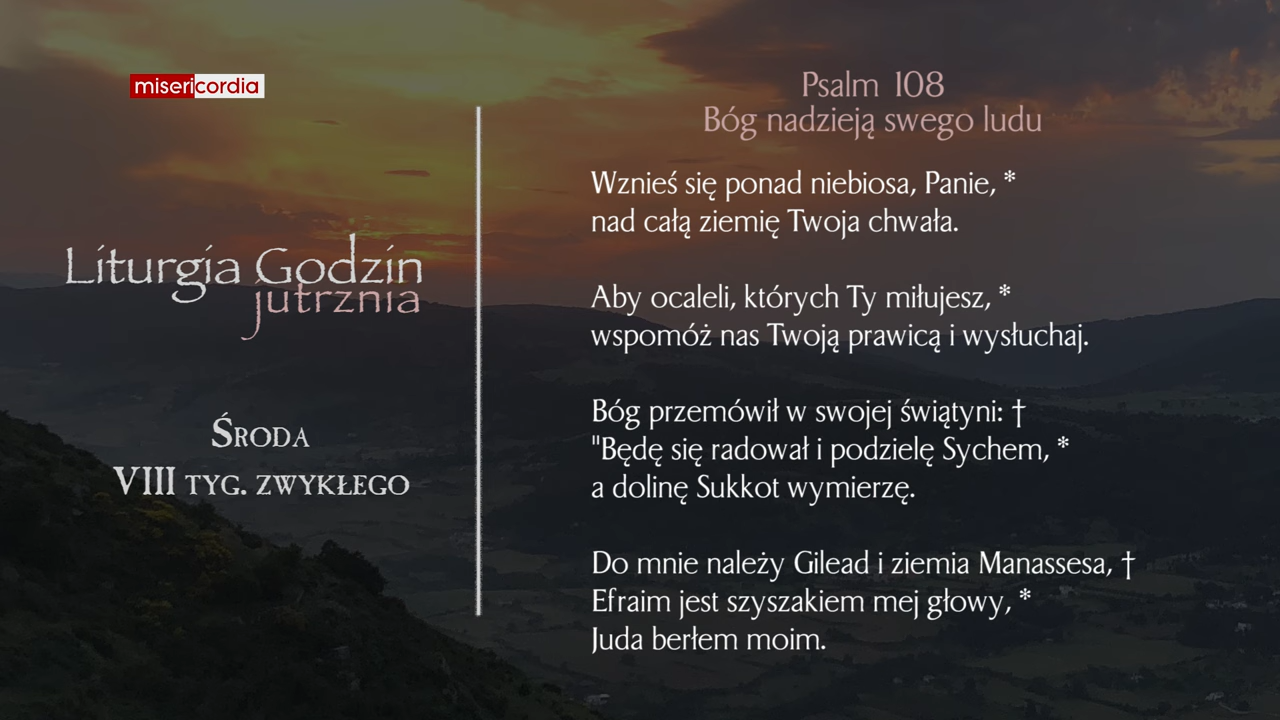 misericordia
Liturgia Godzin
jutrznia
Środa
VIII tyg. zwykłego
Psalm 108
Bóg nadzieją swego ludu
Wznieś się ponad niebiosa, Panie, *
nad całą ziemię Twoja chwała.
Aby ocaleli, których Ty miłujesz, *
wspomóż nas Twoją prawicą i wysłuchaj.
Bóg przemówił w swojej świątyni: †
"Będę się radował i podzielę Sychem, *
a dolinę Sukkot wymierzę.
Do mnie należy Gilead i ziemia Manassesa, †
Efraim jest szyszakiem mej głowy, *
Juda berłem moim.